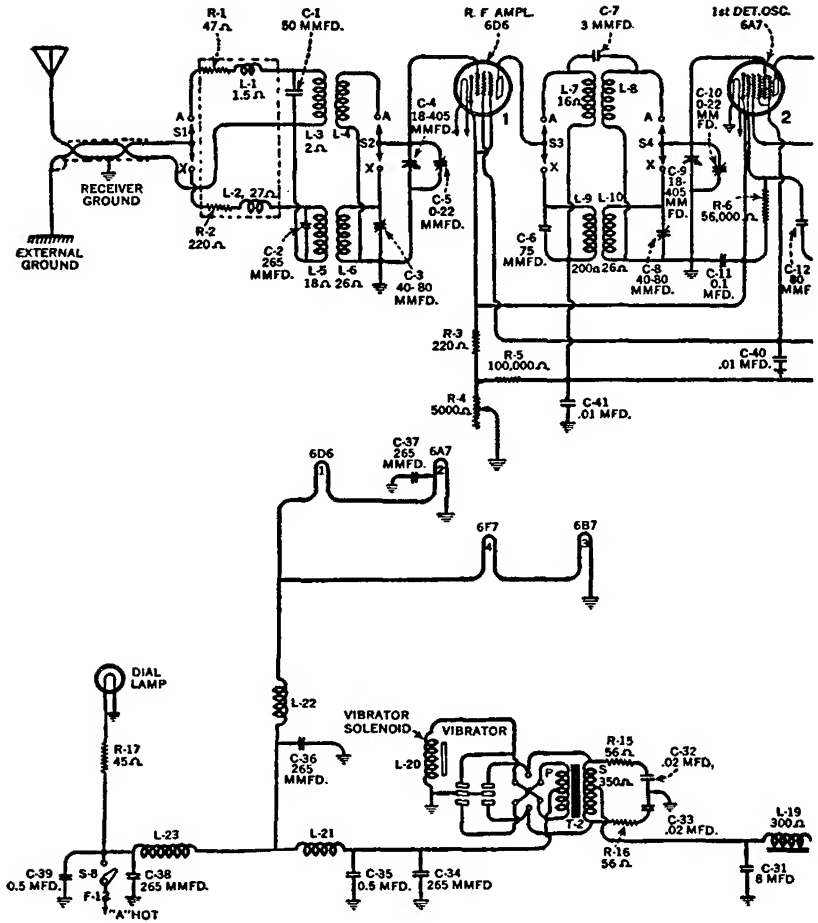 R-1
47Ω
C-1
50 MMFD.
R. F. AMPL.
6D6
C-7
3 MMFD.
1st DET.OSC.
6A7
L-1
1.5Ω
A
S1
X
L-3
2Ω
L-4
A
S2
X
C-4
18-405
MMFD.
1
L-7
16Ω
L-8
A
S3
X
A
S4
X
C-10
0-22
MM
FD.
2
RECEIVER
GROUND
EXTERNAL
GROUND
L-2, 27Ω
R-2
220Ω
C-2
265
MMFD.
L-5
18Ω
L-6
26Ω
C-3
40-80
MMFD.
C-5
0-22
MMFD.
C-6
75
MMFD.
L-9
200Ω
L-10
26Ω
C-8
40-80
MMFD.
C-9
18-
405
MM
FD.
R-6
56,000Ω
C-11
0.1
MFD.
C-12
80
MMF
R-3
220Ω
R-5
100,000Ω
C-40
.01 MFD.
R-4
5000Ω
C-41
.01 MFD.
6D6
1
C-37
265
MMFD.
6A7
2
6F7
4
6B7
3
DIAL
LAMP
R-17
45Ω
L-22
C-36
265
MMFD.
VIBRATOR
SOLENOID
VIBRATOR
L-20
P
S
350Ω
T-2
R-15
56Ω
C-32
.02 MFD,
C-33
.02 MFD.
R-16
56Ω
L-19
300Ω
C-31
8 MFD
L-23
L-21
C-39
0.5 MFD.
S-8
F-12
"A"HOT
C-38
265 MMFD.
C-35
0.5 MFD.
C-34
265 MMFD